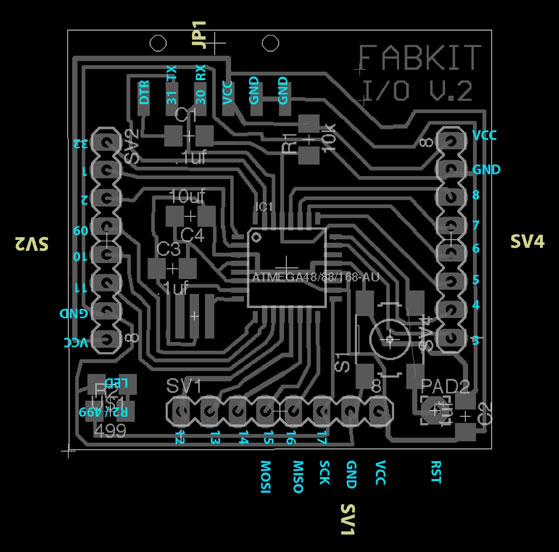 JP1
FABKIT
I/O V.2
DTR
31 TX
30 RX
VCC
GND
GND
C1
.1uf
R1
10k
SV2
32
1
2
09
10
11
GND
VCC
8
SV2
10uf
C4
C3
.1uf
IC1
ATMEGA48/88/168-AU
8
VCC
GND
8
7
6
5
4
3
SV4
SV4
S1
LED
R2/499
499
SV1
8
PAD2
C2
12
13
14
15
16
17
MOSI
MISO
SCK
GND
VCC
RST
SV1